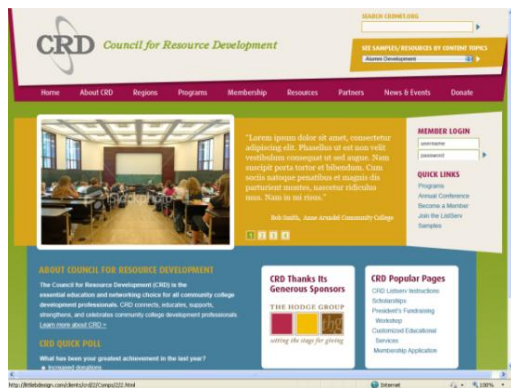 SEARCH CRDNET.ORG
CRD Council for Resource Development
SEE SAMPLES/RESOURCES BY CONTENT TOPICS
Alumni Development
Home About CRD Regions Programs Membership Resources Partners News & Events Donate
"Lorem ipsum dolor sit amet, consectetur
adipiscing elit. Phasellus ut est non velit
vestibulum consequat ut sed augue. Nam
suscipit porta tortor et bibendum. Cum
sociis natoque penatibus et magnis dis
parturient montes, nascetur ridiculus
mus. Nam in mi risus."
Bob Smith, Anne Arundel Community College
1 2 3 4
MEMBER LOGIN
username
password
QUICK LINKS
Programs
Annual Conference
Become a Member
Join the ListServ
Samples
ABOUT COUNCIL FOR RESOURCE DEVELOPMENT
The Council for Resource Development (CRD) is the
essential education and networking choice for all community college
development professionals. CRD connects, educates, supports,
strengthens, and celebrates community college development professionals.
Learn more about CRD >
CRD QUICK POLL
What has been your greatest achievement in the last year?
Increased donations
CRD Thanks Its
Generous Sponsors
THE HODGE GROUP
thg
setting the stage for giving
CRD Popular Pages
CRD Listserv Instructions
Scholarships
President's Fundraising
Workshop
Customized Educational
Services
Membership Application
Internet
100%